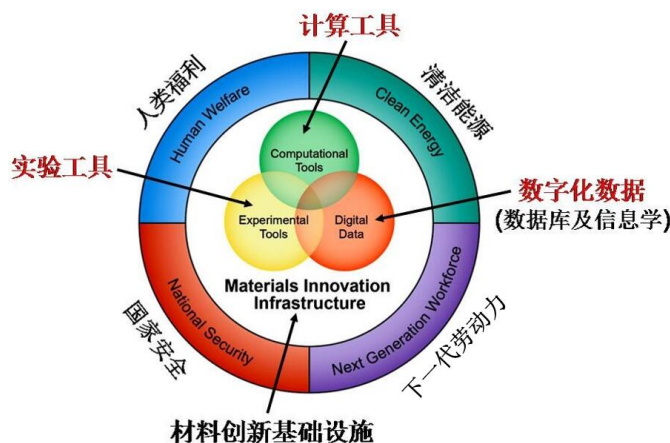 计算工具
人类福利
清洁能源
Human Welfare
Clean Energy
实验工具
Computational
Tools
Experimental
Tools
Digital
Data
数字化数据
(数据库及信息学)
Materials Innovation
Infrastructure
National Security
Next Generation Workforce
国家安全
下一代劳动力
材料创新基础设施